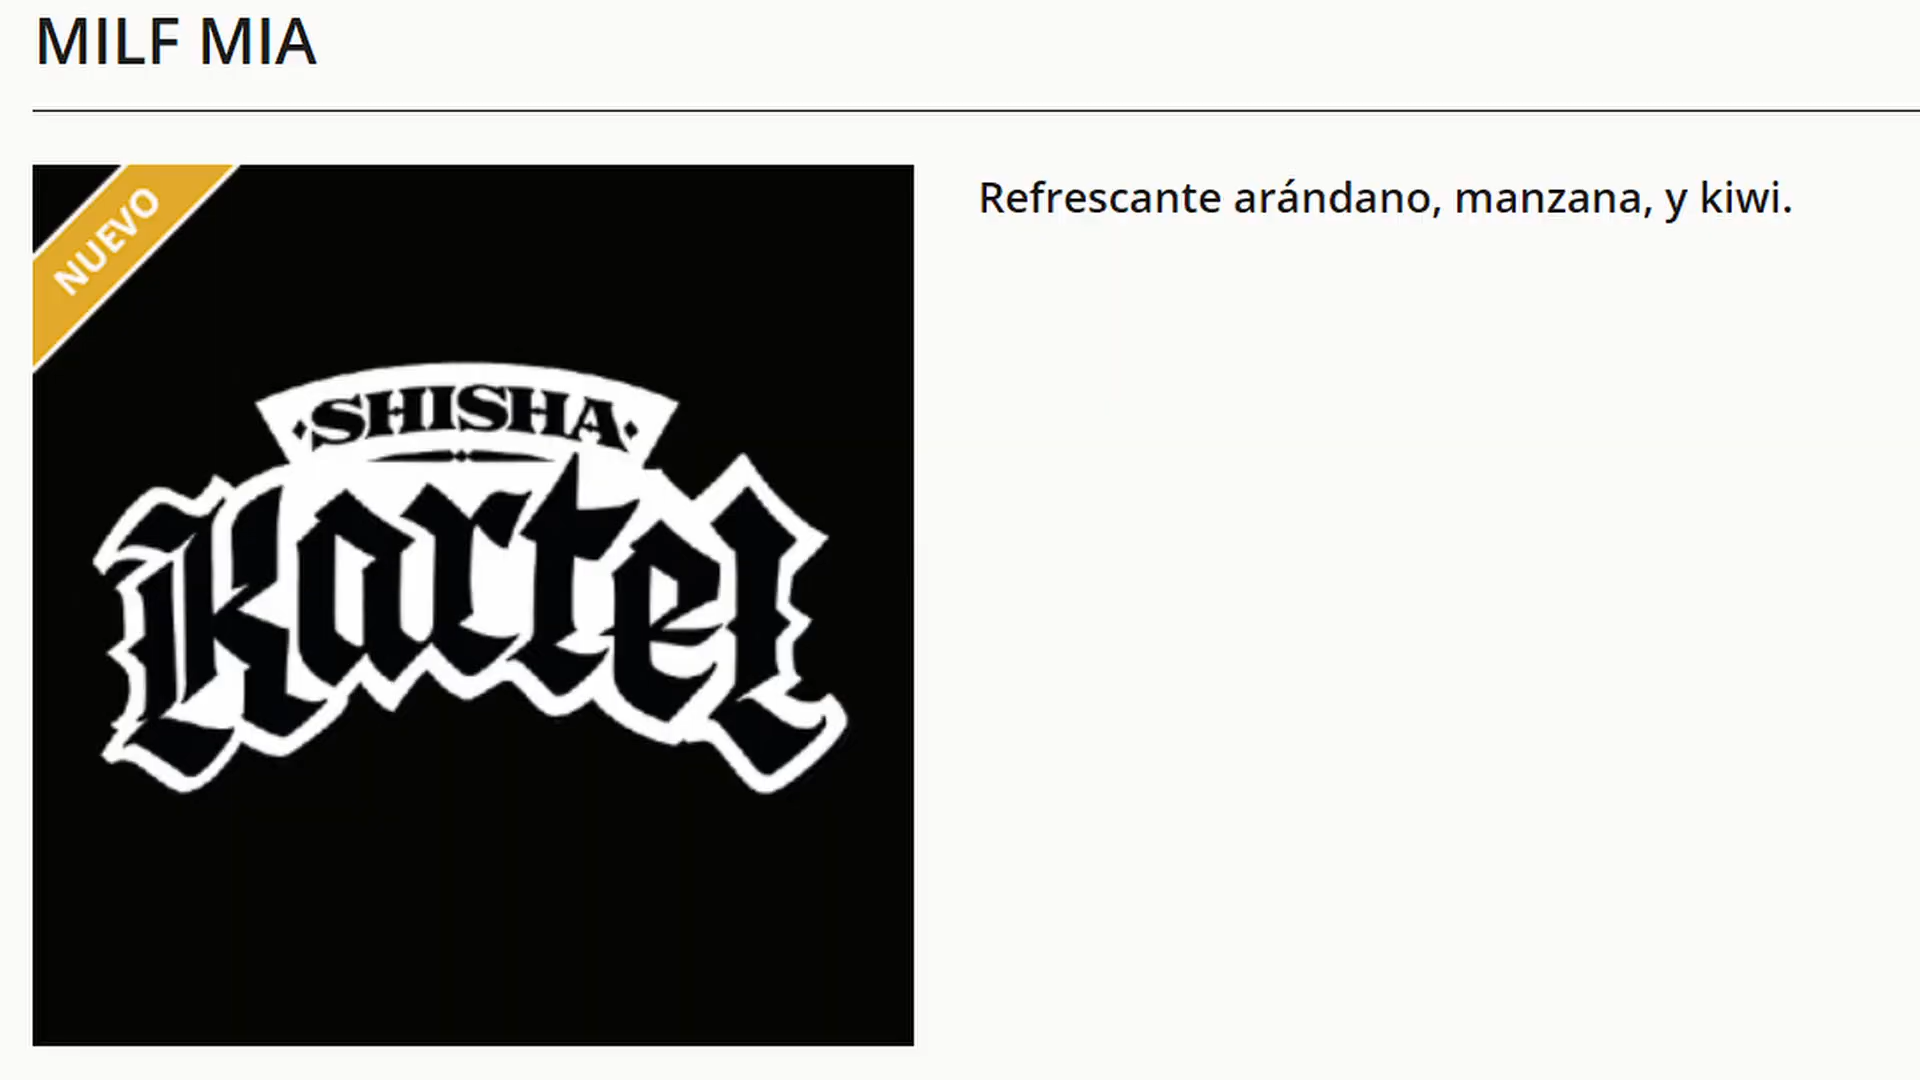 MILF MIA
NUEVO
Refrescante arándano, manzana, y kiwi.
SHISHA
Kartel